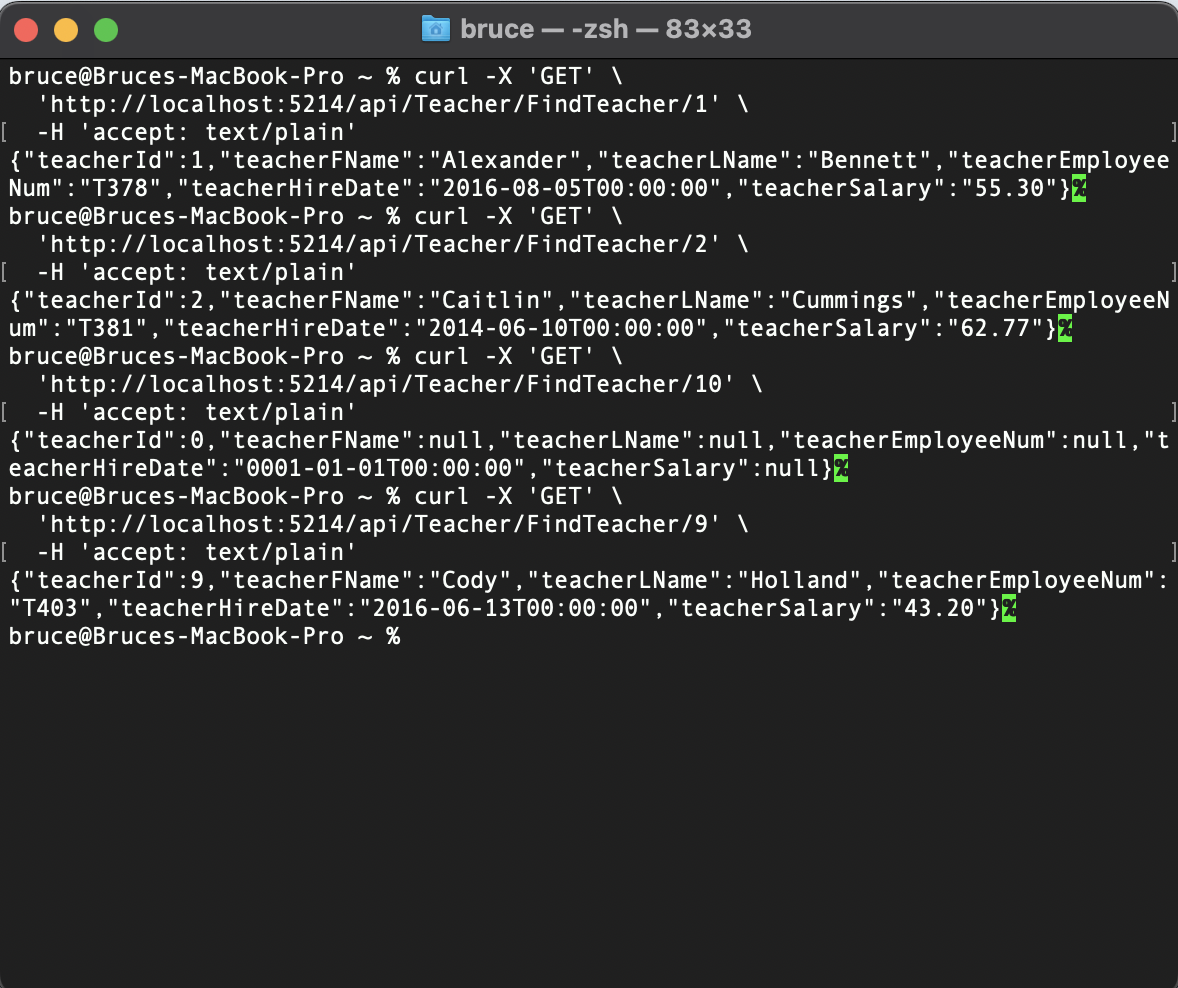 bruce — -zsh — 83×33
bruce@Bruces-MacBook-Pro ~ % curl -X 'GET' \
  'http://localhost:5214/api/Teacher/FindTeacher/1' \
[  -H 'accept: text/plain' ]
{"teacherId":1,"teacherFName":"Alexander","teacherLName":"Bennett","teacherEmployee
Num":"T378","teacherHireDate":"2016-08-05T00:00:00","teacherSalary":"55.30"}%
bruce@Bruces-MacBook-Pro ~ % curl -X 'GET' \
  'http://localhost:5214/api/Teacher/FindTeacher/2' \
[  -H 'accept: text/plain' ]
{"teacherId":2,"teacherFName":"Caitlin","teacherLName":"Cummings","teacherEmployeeN
um":"T381","teacherHireDate":"2014-06-10T00:00:00","teacherSalary":"62.77"}%
bruce@Bruces-MacBook-Pro ~ % curl -X 'GET' \
  'http://localhost:5214/api/Teacher/FindTeacher/10' \
[  -H 'accept: text/plain' ]
{"teacherId":0,"teacherFName":null,"teacherLName":null,"teacherEmployeeNum":null,"t
eacherHireDate":"0001-01-01T00:00:00","teacherSalary":null}%
bruce@Bruces-MacBook-Pro ~ % curl -X 'GET' \
  'http://localhost:5214/api/Teacher/FindTeacher/9' \
[  -H 'accept: text/plain' ]
{"teacherId":9,"teacherFName":"Cody","teacherLName":"Holland","teacherEmployeeNum":
"T403","teacherHireDate":"2016-06-13T00:00:00","teacherSalary":"43.20"}%
bruce@Bruces-MacBook-Pro ~ %